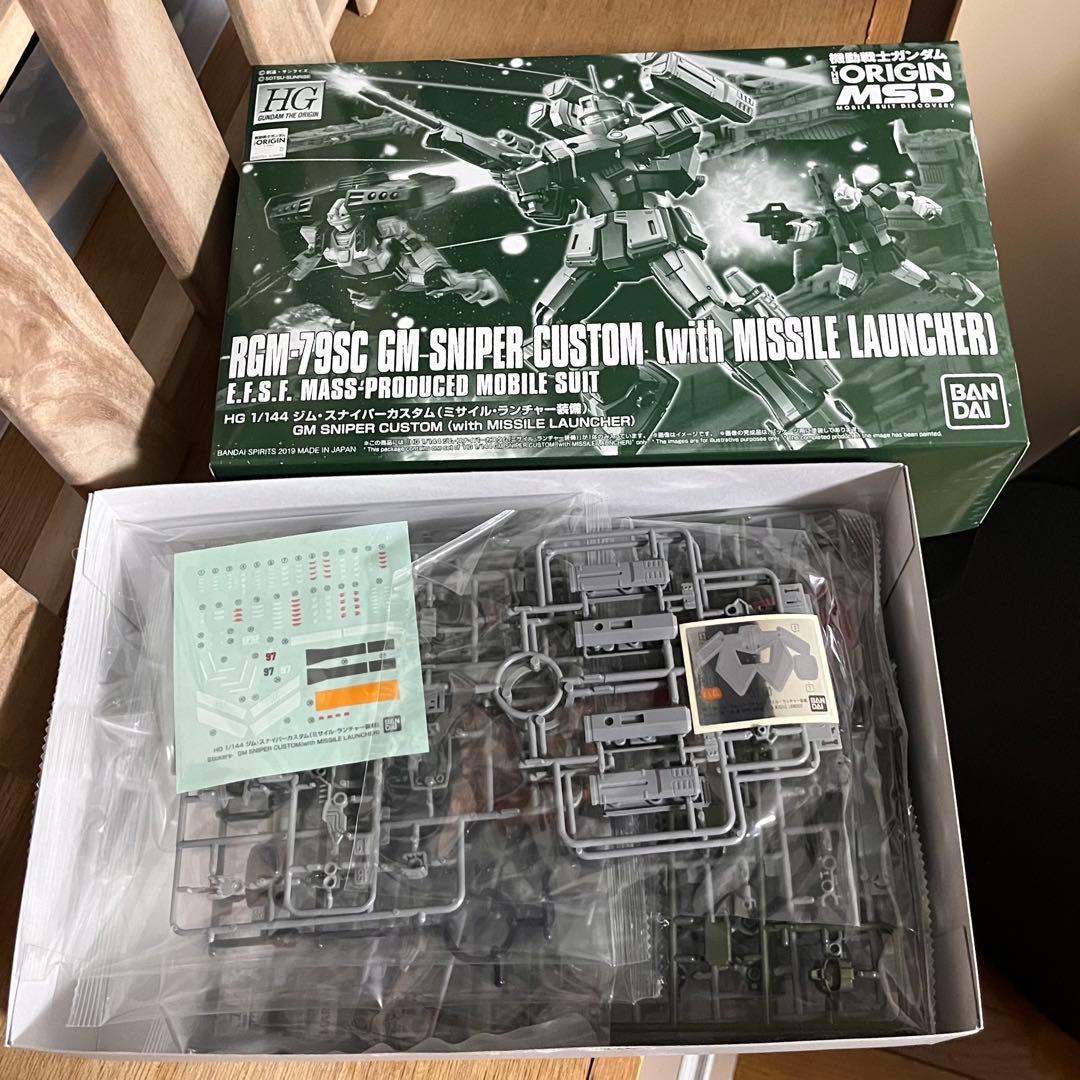 ©創通・サンライズ
©SOTSU・SUNRISE
HG
GUNDAM THE ORIGIN
機動戦士ガンダム
ORIGIN
機動戦士ガンダム
THE ORIGIN
MSD
MOBILE SUIT DISCOVERY
RGM-79SC GM SNIPER CUSTOM (with MISSILE LAUNCHER)
E.F.S.F. MASS-PRODUCED MOBILE SUIT
HG 1/144 ジム・スナイパーカスタム(ミサイル・ランチャー装備)
GM SNIPER CUSTOM (with MISSILE LAUNCHER)
BANDAI SPIRITS 2019 MADE IN JAPAN
BAN
DAI
EFSF
97
97
97
HG 1/144 ジム・スナイパーカスタム(ミサイル・ランチャー装備)
Stickers GM SNIPER CUSTOM(with MISSILE LAUNCHER)
BAN
DAI
BAN
DAI